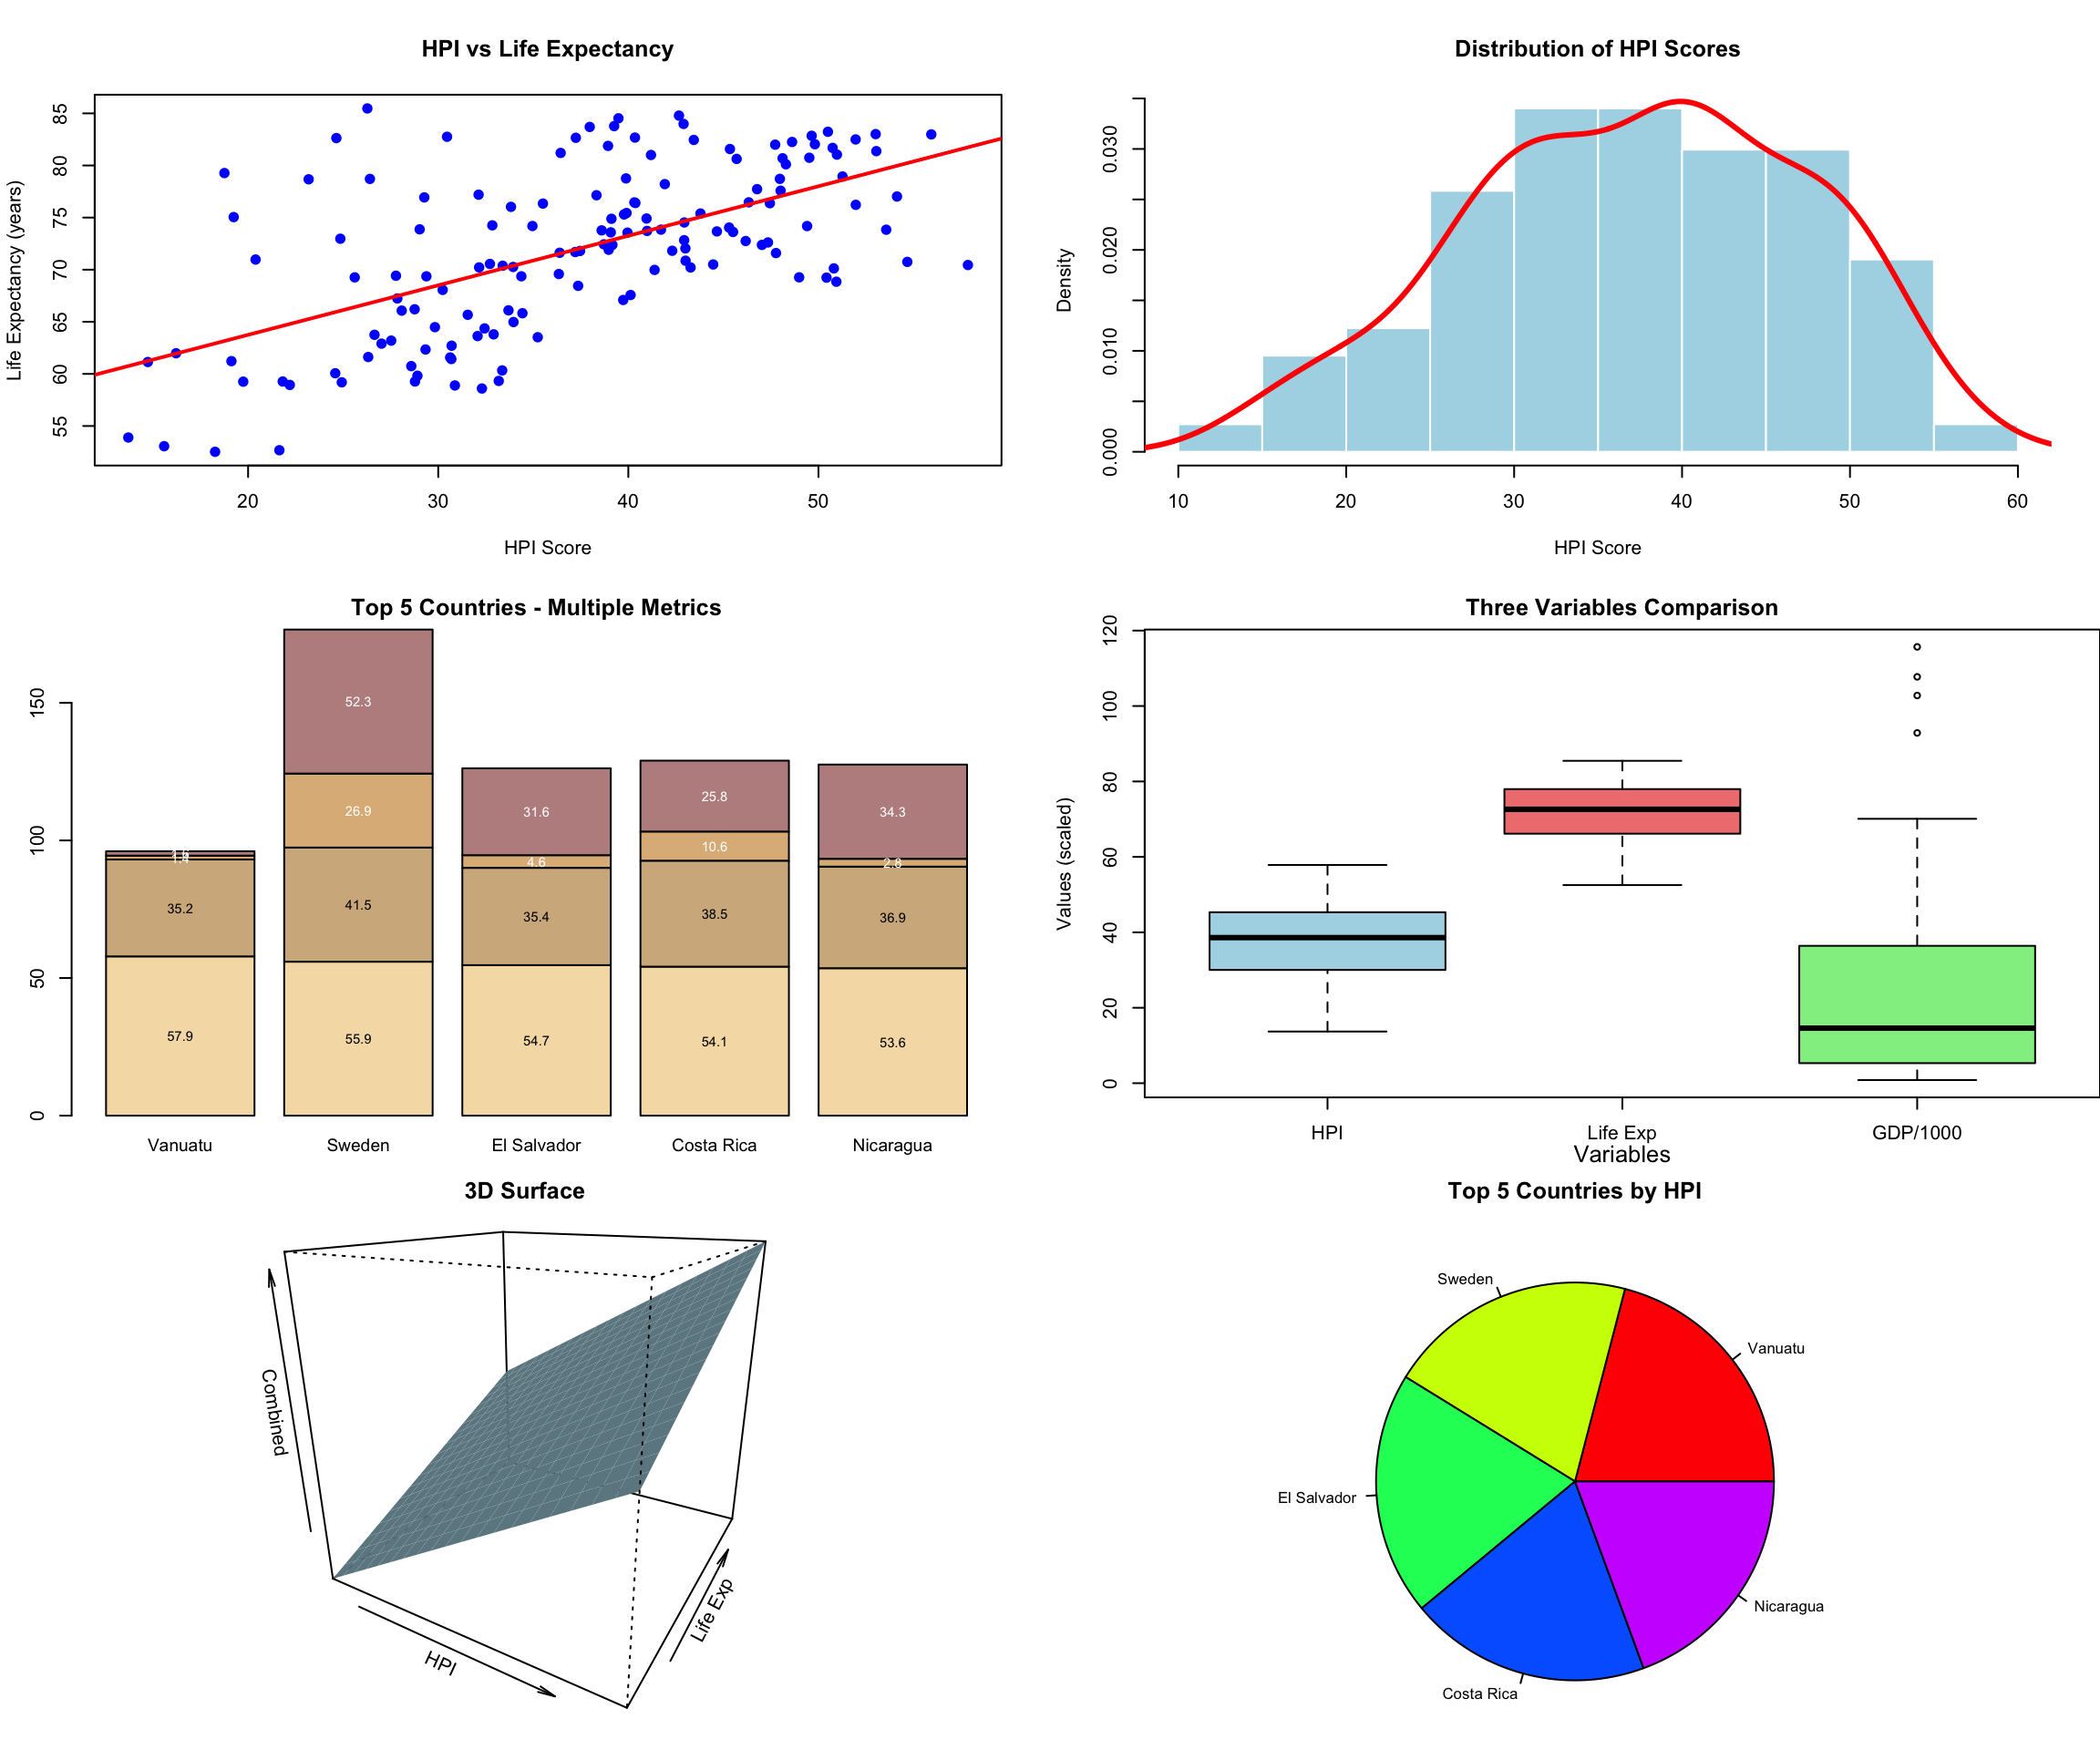 HPI vs Life Expectancy
Life Expectancy (years)
85
80
75
70
65
60
55
20 30 40 50
HPI Score
Distribution of HPI Scores
Density
0.030
0.020
0.010
0.000
10 20 30 40 50 60
HPI Score
Top 5 Countries - Multiple Metrics
150
100
50
0
35.2
57.9
52.3
26.9
41.5
55.9
31.6
4.6
35.4
54.7
25.8
10.6
38.5
54.1
34.3
2.8
36.9
53.6
Vanuatu Sweden El Salvador Costa Rica Nicaragua
Three Variables Comparison
Values (scaled)
120
100
80
60
40
20
0
HPI Life Exp GDP/1000
Variables
3D Surface
Combined
HPI
Life Exp
Top 5 Countries by HPI
Sweden
Vanuatu
El Salvador
Nicaragua
Costa Rica